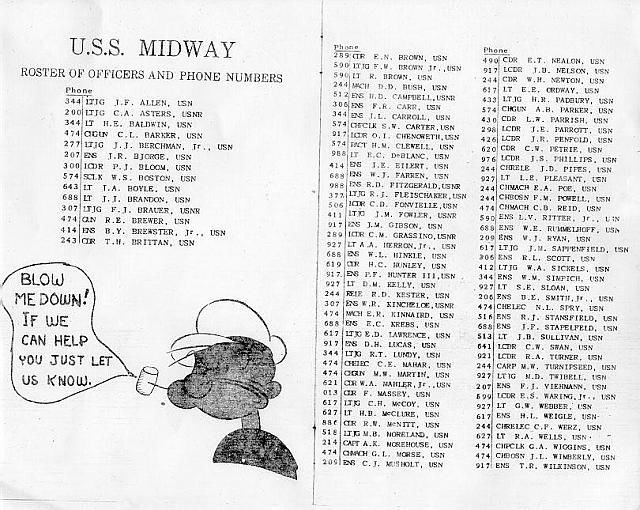 U.S.S. MIDWAY
ROSTER OF OFFICERS AND PHONE NUMBERS
Phone
344 LTJG J.F. ALLEN, USN
290 LTJG C.A. ASTERS, USNR
344 LT H.E. BALDWIN, USN
474 CHGUN C.L. BARKER, USN
277 LTJG J.J. BERCHMAN, Jr., USN
207 ENS J.R. BJORGE, USN
300 LCDR P.J. BLOOM, USN
574 SCLK W.S. BOSTON, USN
643 LT J.A. BOYLE, USN
688 LT J.J. BRANDON, USN
307 LTJG F.J. BRAUER, USNR
474 GUN R.E. BREWER, USN
414 ENS B.Y. BREWSTER, Jr., USN
243 CDR T.H. BRITTAN, USN
BLOW
ME DOWN!
IF WE
CAN HELP
YOU JUST LET
US KNOW.
Phone
289 CDR E.N. BROWN, USN
590 LTJG F.W. BROWN Jr., USN
590 LT R. BROWN, USN
244 MACH D.D. BUSH, USN
512 ENS H.D. CAMPBELL, USNR
306 ENS F.R. CARR, USN
344 ENS J.L. CARROLL, USN
574 CHPCLK S.W. CARTER, USN
917 LCDR O.I. CHENOWETH, USN
574 PACT H.M. CLEWELL, USN
988 LT E.C. DeBLANC, USN
414 ENS J.E. EILERT, USN
688 ENS W.J. FARREN, USN
988 ENS R.D. FITZGERALD, USNR
377 LTJG R.J. FLEISCHAKER, USN
506 LCDR C.D. FONVIELLE, USN
411 LTJG J.M. FOWLER, USN
917 ENS J.M. GIBSON, USN
289 LCDR C.M. GRASSINO, USNR
927 LT A.A. HERRON, Jr., USN
688 ENS W.L. HINKLE, USN
619 CDR H.C. HUNLEY, USN
917 ENS P.F. HUNTER III, USN
927 LT D.M. KELLY, USN
244 REIE R.D. KESTER, USN
307 ENS W.R. KINCHELOE, USNR
474 MACH E.R. KINNAIRD, USN
688 ENS E.C. KREBS, USN
617 LTJG E.D. LAWRENCE, USN
917 ENS D.H. LUCAS, USN
344 LTJG R.T. LUNDY, USN
474 CHELEC C.E. MAHAR, USN
474 CHGUN M.W. MARTIN, USN
621 CDR W.A. MAHLER, Jr., USN
013 CDR F. MASSEY, USN
617 LTJG C.H. McCOY, USN
627 LT H.B. McCLURE, USN
886 CDR R.W. McNITT, USN
518 LTJG M.B. MORELAND, USN
214 CAPT A.K. MOREHOUSE, USN
474 CHMACH G.L. MORSE, USN
209 ENS C.J. MUSHOLT, USN
Phone
490 CDR E.T. NEALON, USN
917 LCDR J.B. NELSON, USN
244 CDR W.H. NEWTON, USN
617 LT E.E. ORDWAY, USN
433 LTJG H.R. PADBURY, USN
574 CHGUN A.B. PARKER, USN
430 CDR L.W. PARRISH, USN
298 LCDR J.E. PARROTT, USN
426 LCDR J.R. PENFOLD, USN
620 CDR C.W. PETRIE, USN
976 LCDR J.S. PHILLIPS, USN
244 CHRELE J.D. PIPES, USN
927 LT L.E. PLEASANT, USN
244 CHMACH E.A. POE, USN
244 CHBOSN F.M. POWELL, USN
474 CHMACH C.B. REID, USN
590 ENS L.V. RITTER, Jr., USN
688 ENS W.E. RUMMELHOFF, USN
209 ENS W.J. RYAN, USN
617 LTJG J.M. SAPPENFIELD, USN
306 ENS R.L. SCOTT, USN
412 LTJG W.A. SICKELS, USN
344 ENS W.M. SIMPICH, USN
927 LT S.E. SLOAN, USN
206 ENS B.E. SMITH, Jr., USN
474 CHELEC N.L. SPRY, USN
516 ENS R.J. STANSFIELD, USN
688 ENS J.F. STAPELFELD, USN
513 LT J.B. SULLIVAN, USN
641 LCDR C.W. SWAN, USN
921 LCDR R.A. TURNER, USN
244 CARP M.W. TURNIPSEED, USN
927 LTJG M.D. TWIBELL, USN
207 ENS F.J. VIEHMANN, USN
599 LCDR E.S. WARING, Jr., USN
927 LT G.W. WEBBER, USN
617 ENS H.L. WEIGLE, USN
244 CHRELEC C.F. WERZ, USN
627 LT R.A. WELLS, USN
474 CHPCLK G.A. WIGGINS, USN
474 CHBOSN J.L. WIMBERLY, USN
917 ENS T.R. WILKINSON, USN